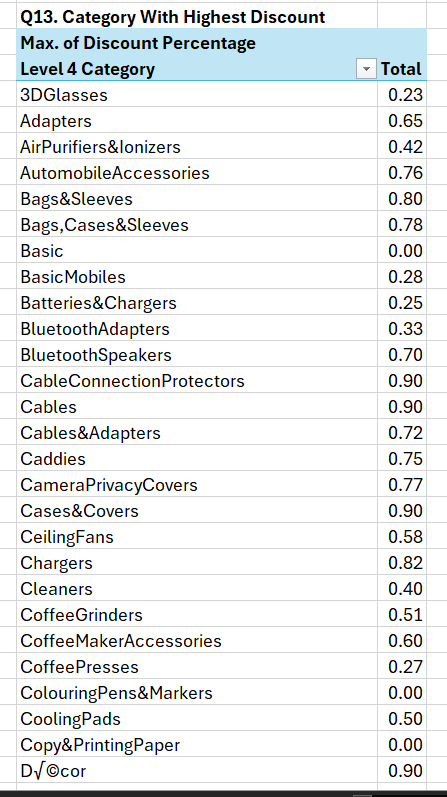 Q13. Category With Highest Discount
Max. of Discount Percentage
Level 4 Category Total
3DGlasses 0.23
Adapters 0.65
AirPurifiers&Ionizers 0.42
AutomobileAccessories 0.76
Bags&Sleeves 0.80
Bags,Cases&Sleeves 0.78
Basic 0.00
BasicMobiles 0.28
Batteries&Chargers 0.25
BluetoothAdapters 0.33
BluetoothSpeakers 0.70
CableConnectionProtectors 0.90
Cables 0.90
Cables&Adapters 0.72
Caddies 0.75
CameraPrivacyCovers 0.77
Cases&Covers 0.90
CeilingFans 0.58
Chargers 0.82
Cleaners 0.40
CoffeeGrinders 0.51
CoffeeMakerAccessories 0.60
CoffeePresses 0.27
ColouringPens&Markers 0.00
CoolingPads 0.50
Copy&PrintingPaper 0.00
D√©cor 0.90